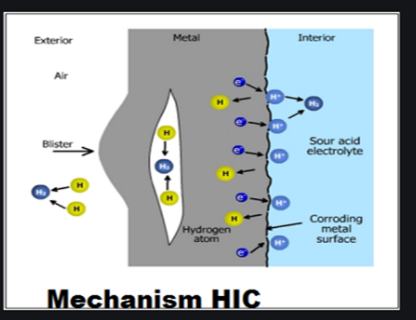 Exterior
Metal
Interior
Air
Blister
H₂
H
H
H
H₂
H
H
H
H
Hydrogen
atom
e⁻
e⁻
e⁻
e⁻
e⁻
H⁺
H⁺
H⁺
H⁺
H⁺
H₂
Sour acid
electrolyte
Corroding
metal
surface
Mechanism HIC